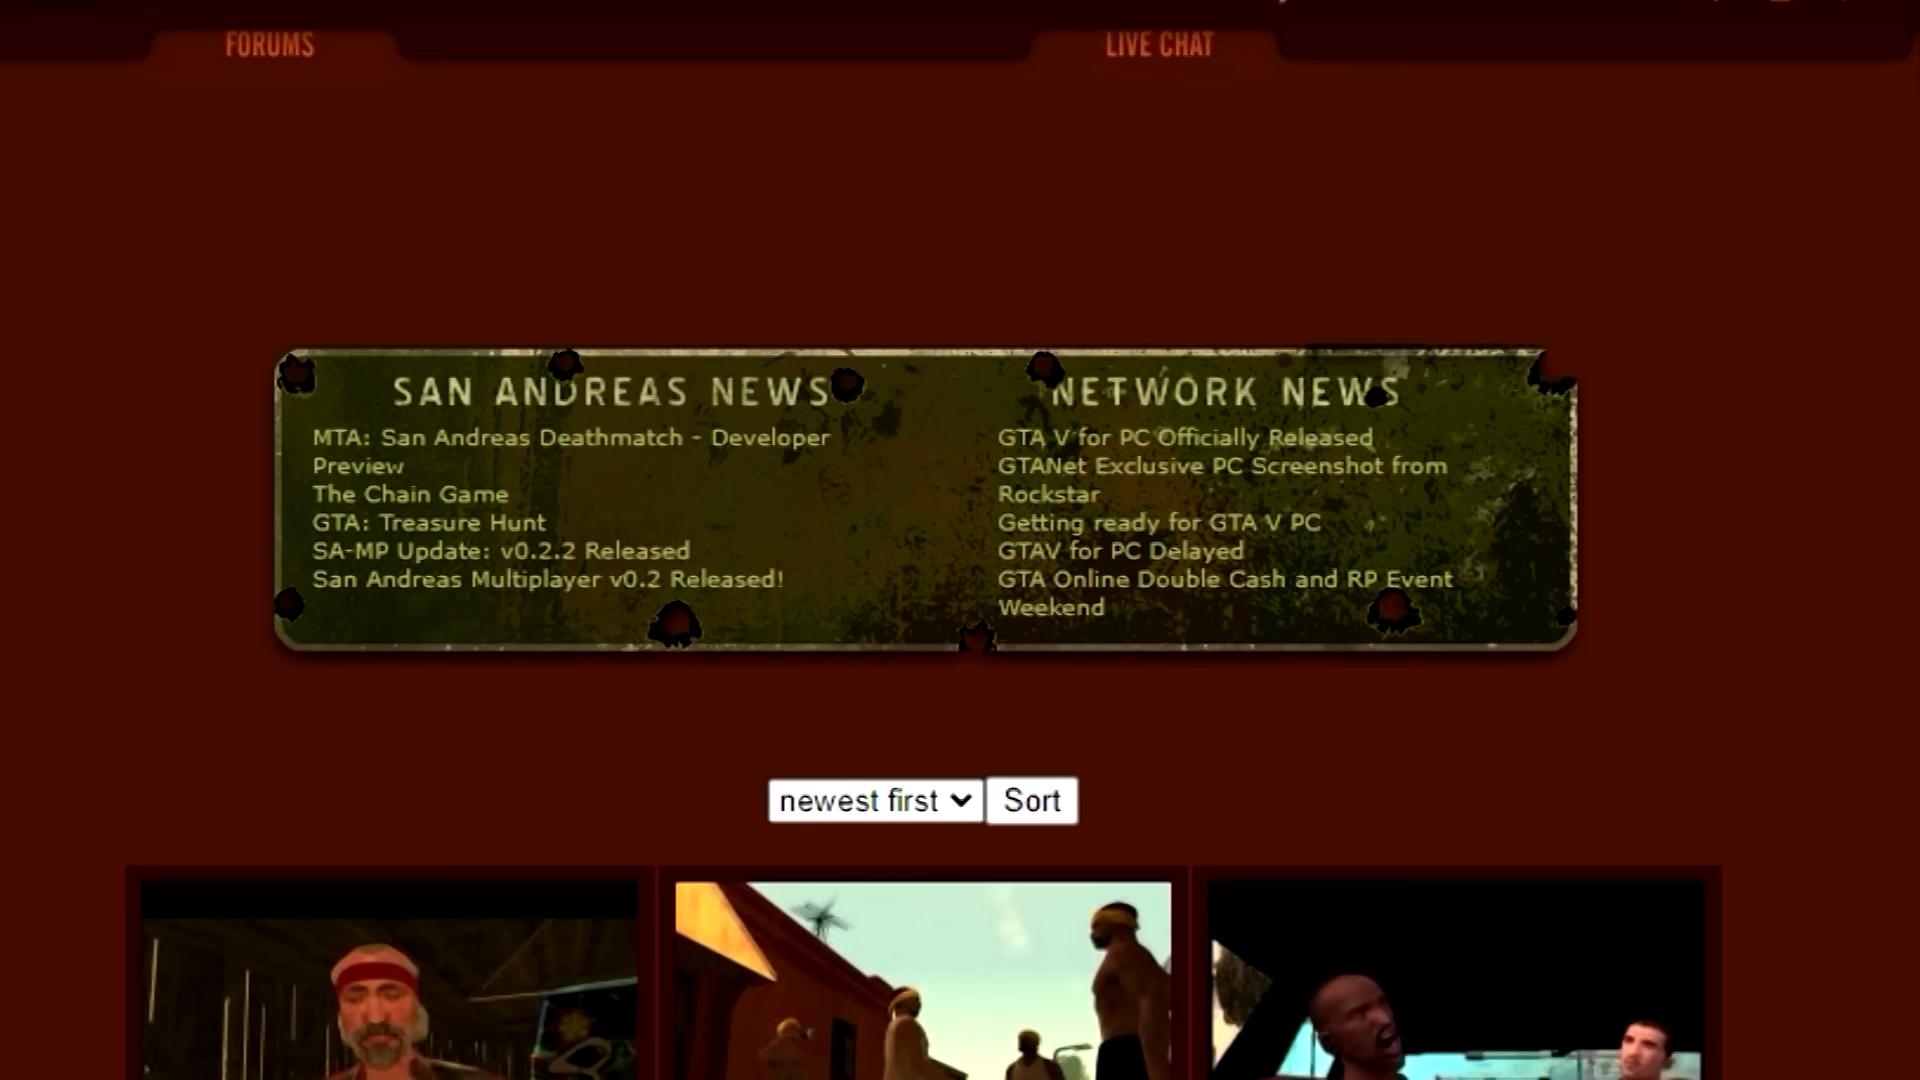 FORUMS
LIVE CHAT
SAN ANDREAS NEWS
MTA: San Andreas Deathmatch - Developer
Preview
The Chain Game
GTA: Treasure Hunt
SA-MP Update: v0.2.2 Released
San Andreas Multiplayer v0.2 Released!
NETWORK NEWS
GTA V for PC Officially Released
GTANet Exclusive PC Screenshot from
Rockstar
Getting ready for GTA V PC
GTAV for PC Delayed
GTA Online Double Cash and RP Event
Weekend
newest first
Sort